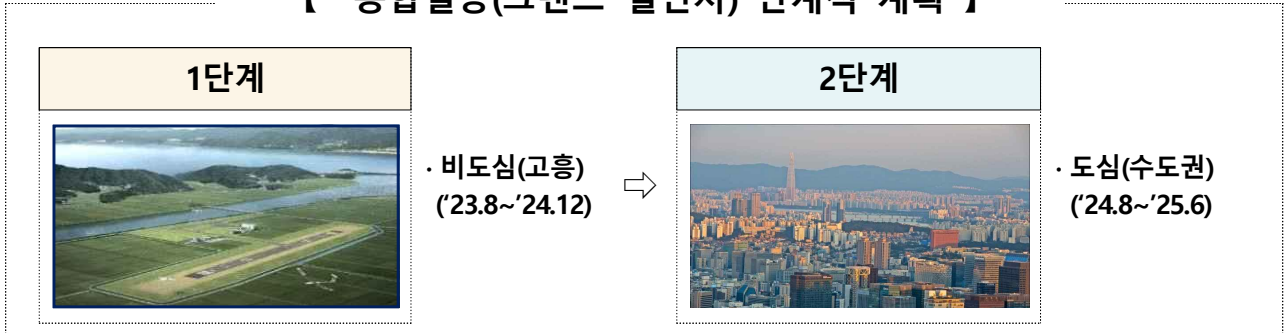 1단계
2단계
· 비도심(고흥)
('23.8~'24.12)
⇨
· 도심(수도권)
('24.8~'25.6)